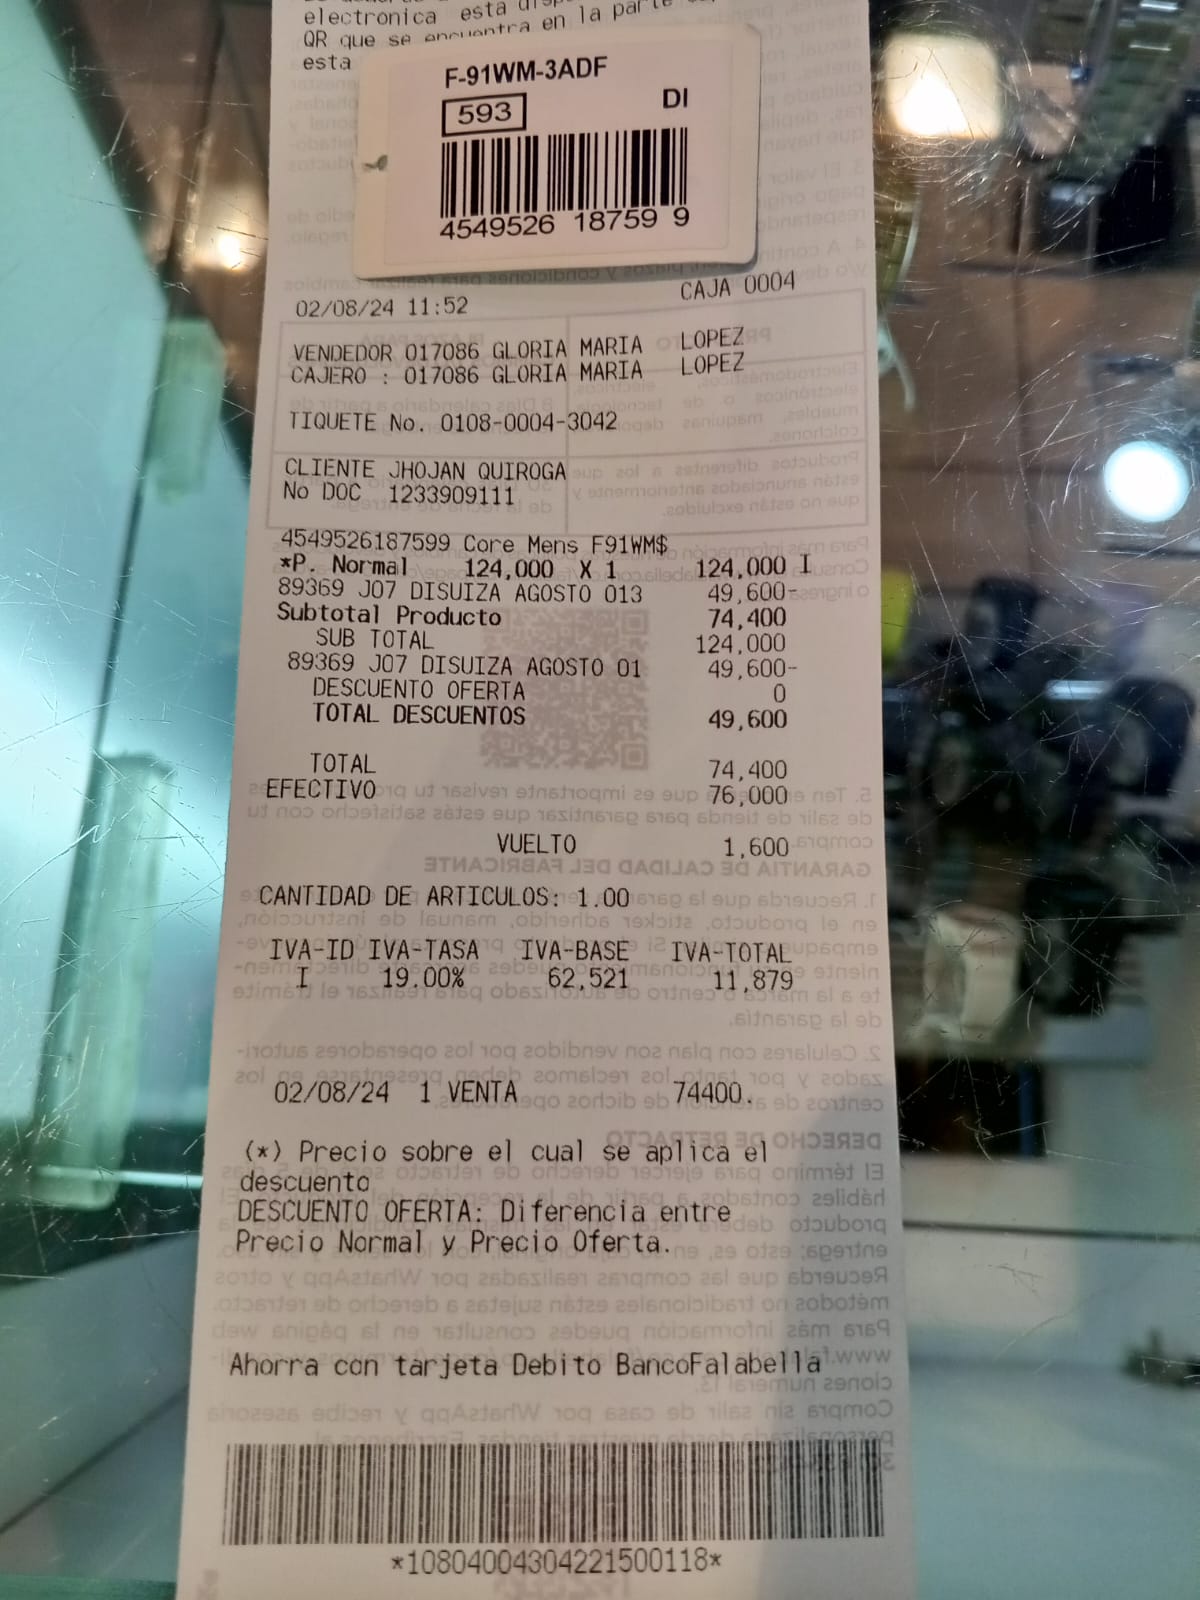 electronica esta
QR que se encuentra en la parte
esta
F-91WM-3ADF
593 DI
4549526 18759 9
02/08/24 11:52 CAJA 0004
VENDEDOR 017086 GLORIA MARIA LOPEZ
CAJERO : 017086 GLORIA MARIA LOPEZ
TIQUETE No. 0108-0004-3042
CLIENTE JHOJAN QUIROGA
No DOC 1233909111
4549526187599 Core Mens F91WM$
*P. Normal 124,000 X 1 124,000 I
89369 J07 DISUIZA AGOSTO 013 49,600-
Subtotal Producto 74,400
SUB TOTAL 124,000
89369 J07 DISUIZA AGOSTO 01 49,600-
DESCUENTO OFERTA 0
TOTAL DESCUENTOS 49,600
TOTAL 74,400
EFECTIVO 76,000
VUELTO 1,600
CANTIDAD DE ARTICULOS: 1.00
IVA-ID IVA-TASA IVA-BASE IVA-TOTAL
I 19.00% 62,521 11,879
02/08/24 1 VENTA 74400.
(*) Precio sobre el cual se aplica el
descuento
DESCUENTO OFERTA: Diferencia entre
Precio Normal y Precio Oferta.
Ahorra con tarjeta Debito BancoFalabella
*10804004304221500118*